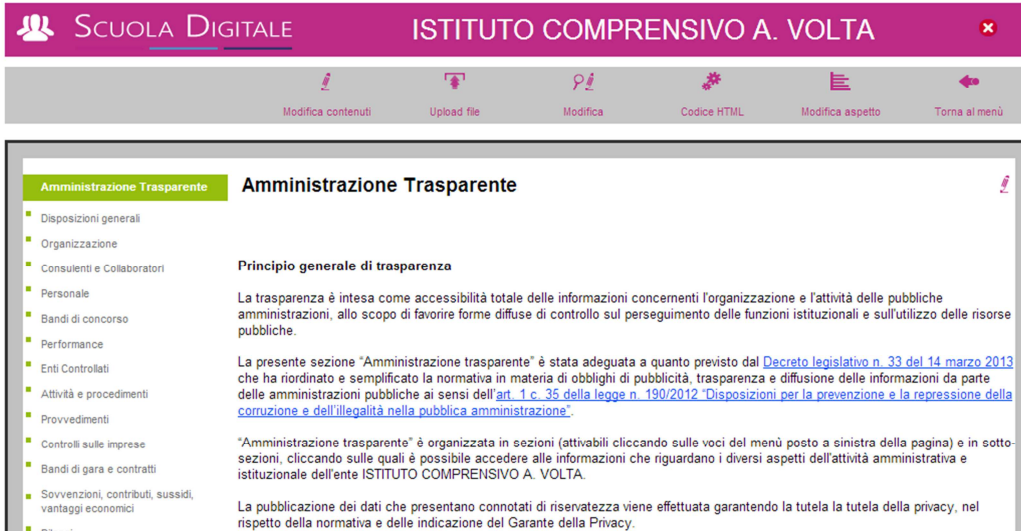 SCUOLA DIGITALE
ISTITUTO COMPRENSIVO A. VOLTA
Modifica contenuti
Upload file
Modifica
Codice HTML
Modifica aspetto
Torna al menù
Amministrazione Trasparente
Disposizioni generali
Organizzazione
Consulenti e Collaboratori
Personale
Bandi di concorso
Performance
Enti Controllati
Attività e procedimenti
Provvedimenti
Controlli sulle imprese
Bandi di gara e contratti
Sovvenzioni, contributi, sussidi,
vantaggi economici
Amministrazione Trasparente
Principio generale di trasparenza
La trasparenza è intesa come accessibilità totale delle informazioni concernenti l'organizzazione e l'attività delle pubbliche
amministrazioni, allo scopo di favorire forme diffuse di controllo sul perseguimento delle funzioni istituzionali e sull'utilizzo delle risorse
pubbliche.
La presente sezione “Amministrazione trasparente” è stata adeguata a quanto previsto dal Decreto legislativo n. 33 del 14 marzo 2013
che ha riordinato e semplificato la normativa in materia di obblighi di pubblicità, trasparenza e diffusione delle informazioni da parte
delle amministrazioni pubbliche ai sensi dell'art. 1 c. 35 della legge n. 190/2012 “Disposizioni per la prevenzione e la repressione della
corruzione e dell'illegalità nella pubblica amministrazione”.
“Amministrazione trasparente” è organizzata in sezioni (attivabili cliccando sulle voci del menù posto a sinistra della pagina) e in sotto-
sezioni, cliccando sulle quali è possibile accedere alle informazioni che riguardano i diversi aspetti dell'attività amministrativa e
istituzionale dell'ente ISTITUTO COMPRENSIVO A. VOLTA.
La pubblicazione dei dati che presentano connotati di riservatezza viene effettuata garantendo la tutela la tutela della privacy, nel
rispetto della normativa e delle indicazione del Garante della Privacy.